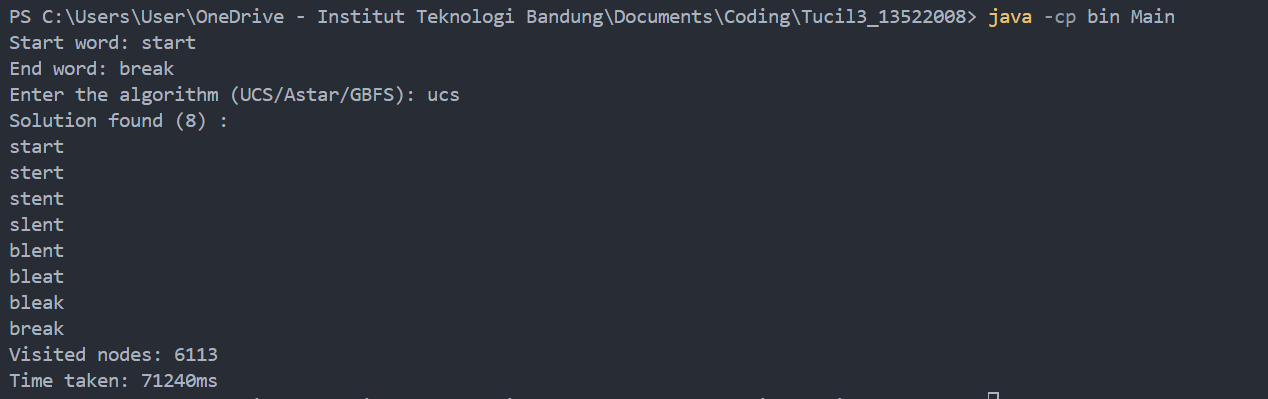 PS C:\Users\User\OneDrive - Institut Teknologi Bandung\Documents\Coding\Tucil3_13522008> java -cp bin Main
Start word: start
End word: break
Enter the algorithm (UCS/Astar/GBFS): ucs
Solution found (8) :
start
stert
stent
slent
blent
bleat
bleak
break
Visited nodes: 6113
Time taken: 71240ms